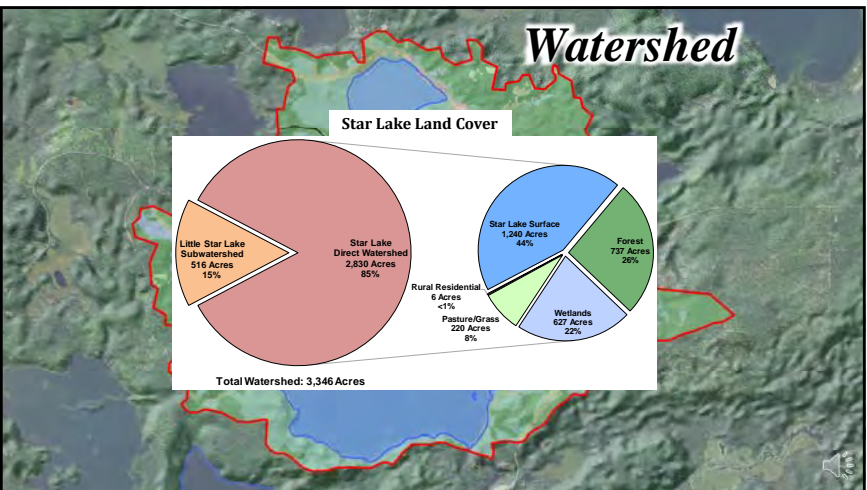 Watershed
Star Lake Land Cover
Little Star Lake
Subwatershed
516 Acres
15%
Star Lake
Direct Watershed
2,830 Acres
85%
Star Lake Surface
1,240 Acres
44%
Forest
737 Acres
26%
Rural Residential
6 Acres
<1%
Pasture/Grass
220 Acres
8%
Wetlands
627 Acres
22%
Total Watershed: 3,346 Acres